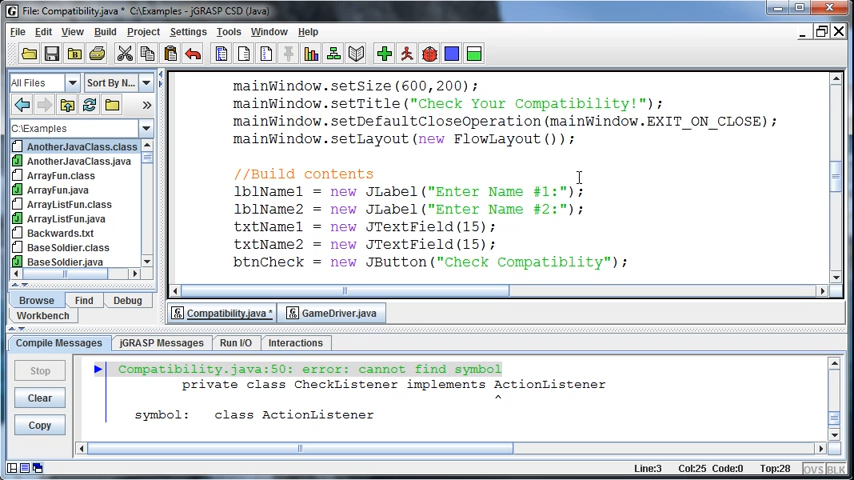 File: Compatibility.java * C:\Examples - jGRASP CSD (Java)
File Edit View Build Project Settings Tools Window Help
All Files Sort By N...
C:\Examples
AnotherJavaClass.class
AnotherJavaClass.java
ArrayFun.class
ArrayFun.java
ArrayListFun.class
ArrayListFun.java
Backwards.txt
BaseSoldier.class
BaseSoldier.java
Browse Find Debug
Workbench
mainWindow.setSize(600,200);
mainWindow.setTitle("Check Your Compatibility!");
mainWindow.setDefaultCloseOperation(mainWindow.EXIT_ON_CLOSE);
mainWindow.setLayout(new FlowLayout());
//Build contents
lblName1 = new JLabel("Enter Name #1:");
lblName2 = new JLabel("Enter Name #2:");
txtName1 = new JTextField(15);
txtName2 = new JTextField(15);
btnCheck = new JButton("Check Compatiblity");
Compatibility.java * GameDriver.java
Compile Messages jGRASP Messages Run I/O Interactions
Stop
Clear
Copy
Compatibility.java:50: error: cannot find symbol
private class CheckListener implements ActionListener
^
symbol: class ActionListener
Line:3 Col:25 Code:0 Top:28 OVS BLK